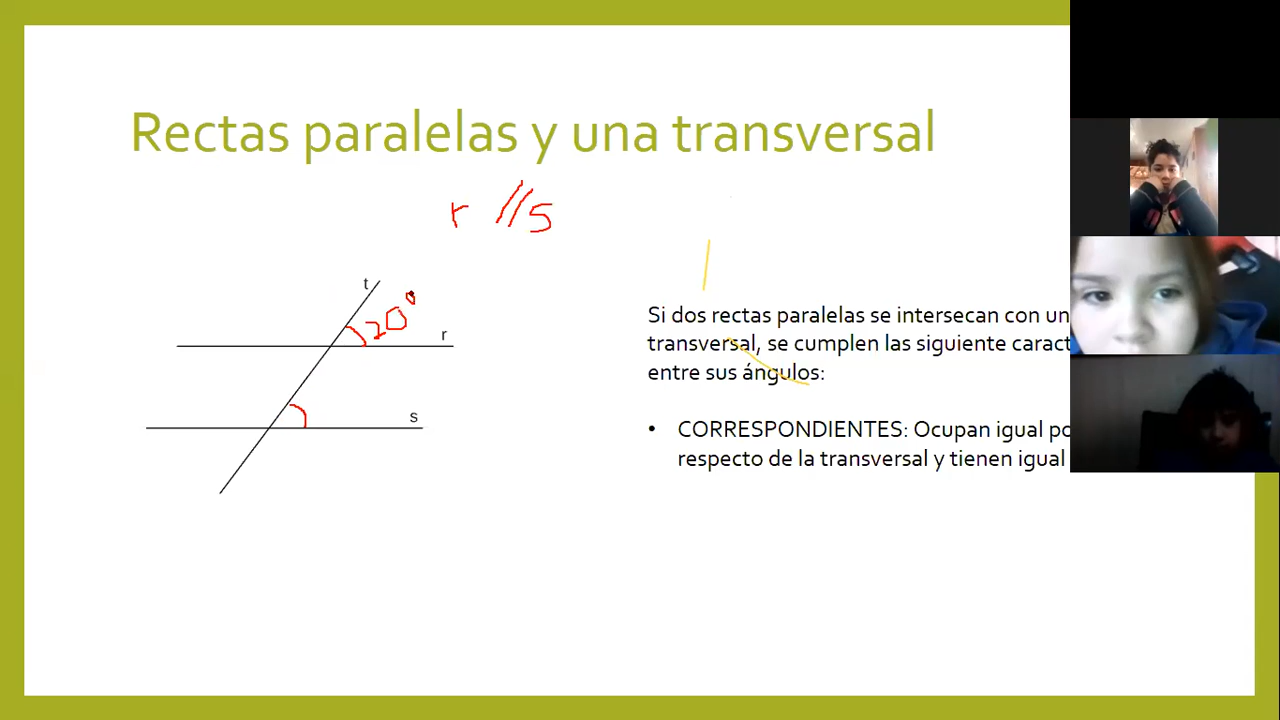 Rectas paralelas y una transversal
r // s
t
20°
r
s
Si dos rectas paralelas se intersecan con un
transversal, se cumplen las siguiente caract
entre sus ángulos:
• CORRESPONDIENTES: Ocupan igual po
respecto de la transversal y tienen igual